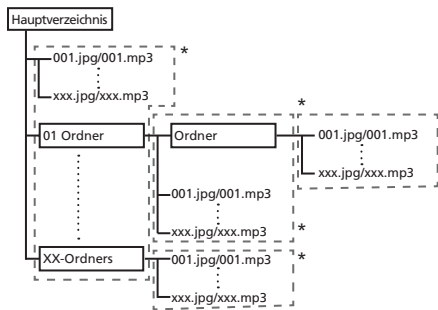 Hauptverzeichnis
001.jpg/001.mp3
*
xxx.jpg/xxx.mp3
*
01 Ordner
Ordner
001.jpg/001.mp3
xxx.jpg/xxx.mp3
001.jpg/001.mp3
xxx.jpg/xxx.mp3
*
XX-Ordners
001.jpg/001.mp3
*
xxx.jpg/xxx.mp3